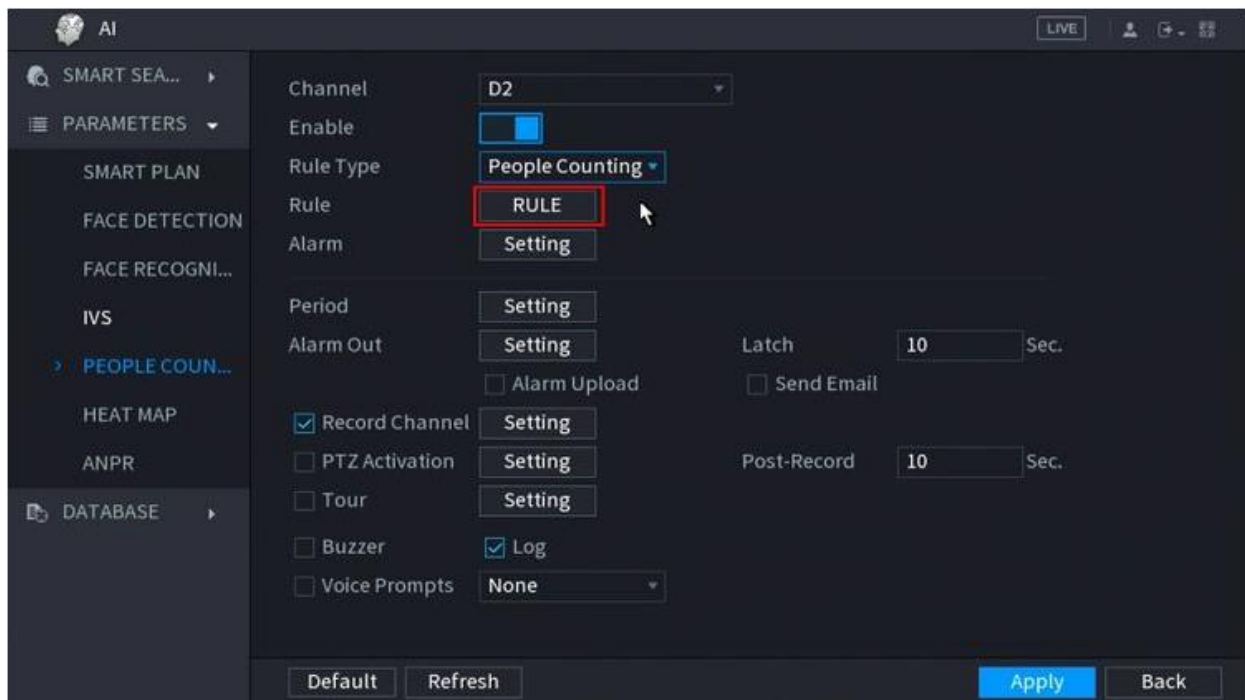 AI
LIVE
SMART SEA...
PARAMETERS
SMART PLAN
FACE DETECTION
FACE RECOGNI...
IVS
PEOPLE COUN...
HEAT MAP
ANPR
DATABASE
Channel D2
Enable
Rule Type People Counting
Rule RULE
Alarm Setting
Period Setting
Alarm Out Setting Latch 10 Sec.
Alarm Upload Send Email
Record Channel Setting
PTZ Activation Setting Post-Record 10 Sec.
Tour Setting
Buzzer Log
Voice Prompts None
Default Refresh Apply Back